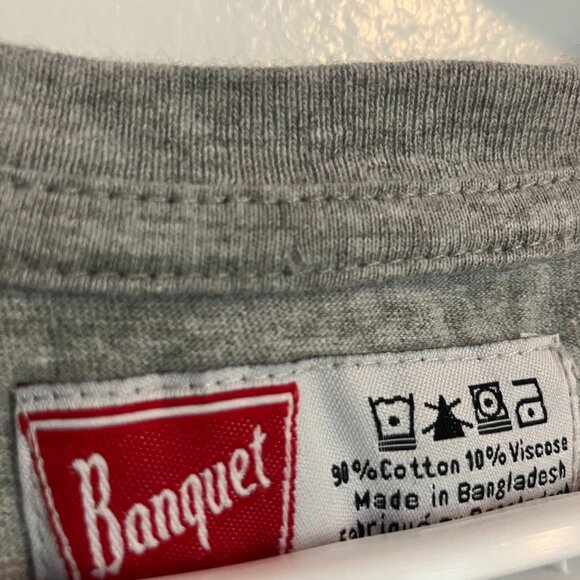 Banquet
90%Cotton 10%Viscose
Made in Bangladesh